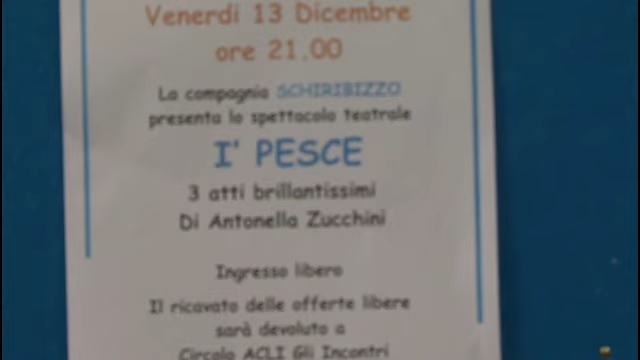 Venerdì 13 Dicembre
ore 21.00
La compagnia SCHIRIBIZZO
presenta lo spettacolo teatrale
I' PESCE
3 atti brillantissimi
Di Antonella Zucchini
Ingresso libero
Il ricavato delle offerte libere
sarà devoluto a
Circolo ACLI Gli Incontri